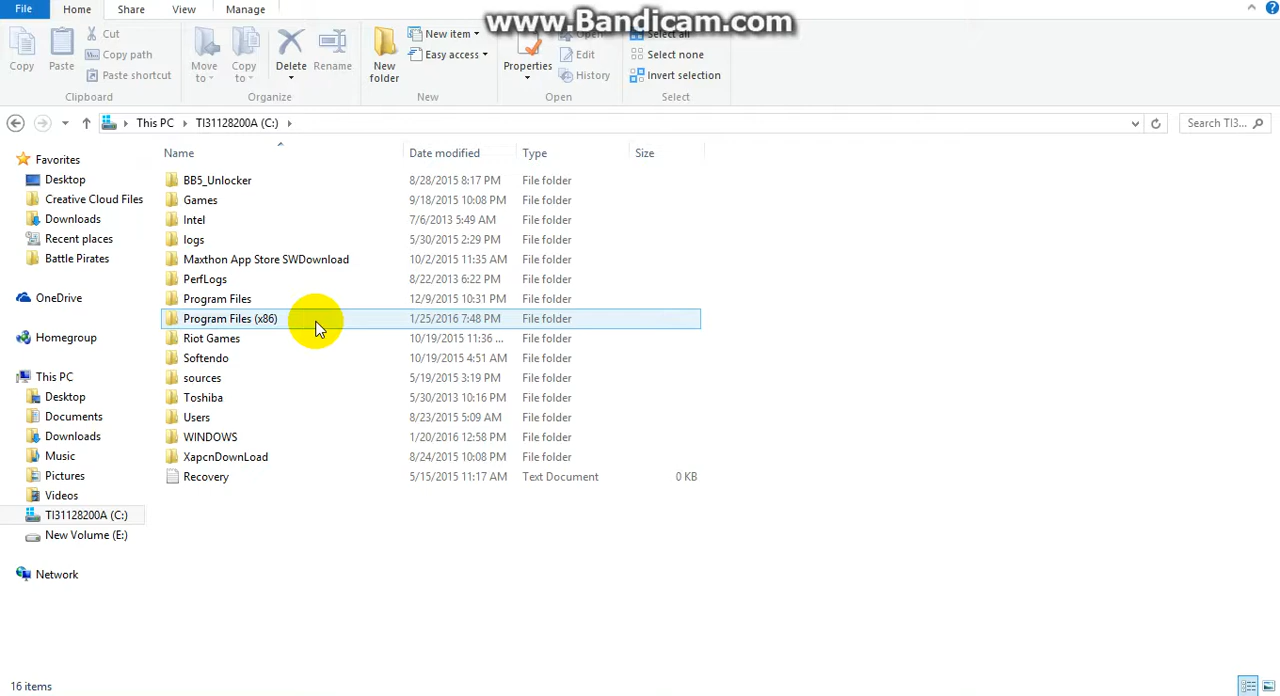 www.Bandicam.com
File Home Share View Manage
Copy
Paste
Cut
Copy path
Paste shortcut
Clipboard
Move to
Copy to
Delete
Rename
Organize
New folder
New item
Easy access
New
Properties
Open
Edit
History
Open
Select all
Select none
Invert selection
Select
This PC TI31128200A (C:)
Search TI3...
Favorites
Desktop
Creative Cloud Files
Downloads
Recent places
Battle Pirates
OneDrive
Homegroup
This PC
Desktop
Documents
Downloads
Music
Pictures
Videos
TI31128200A (C:)
New Volume (E:)
Network
Name Date modified Type Size
BB5_Unlocker 8/28/2015 8:17 PM File folder
Games 9/18/2015 10:08 PM File folder
Intel 7/6/2013 5:49 AM File folder
logs 5/30/2015 2:29 PM File folder
Maxthon App Store SWDownload 10/2/2015 11:35 AM File folder
PerfLogs 8/22/2013 6:22 PM File folder
Program Files 12/9/2015 10:31 PM File folder
Program Files (x86) 1/25/2016 7:48 PM File folder
Riot Games 10/19/2015 11:36 ... File folder
Softendo 10/19/2015 4:51 AM File folder
sources 5/19/2015 3:19 PM File folder
Toshiba 5/30/2013 10:16 PM File folder
Users 8/23/2015 5:09 AM File folder
WINDOWS 1/20/2016 12:58 PM File folder
XapcnDownLoad 8/24/2015 10:08 PM File folder
Recovery 5/15/2015 11:17 AM Text Document 0 KB
16 items